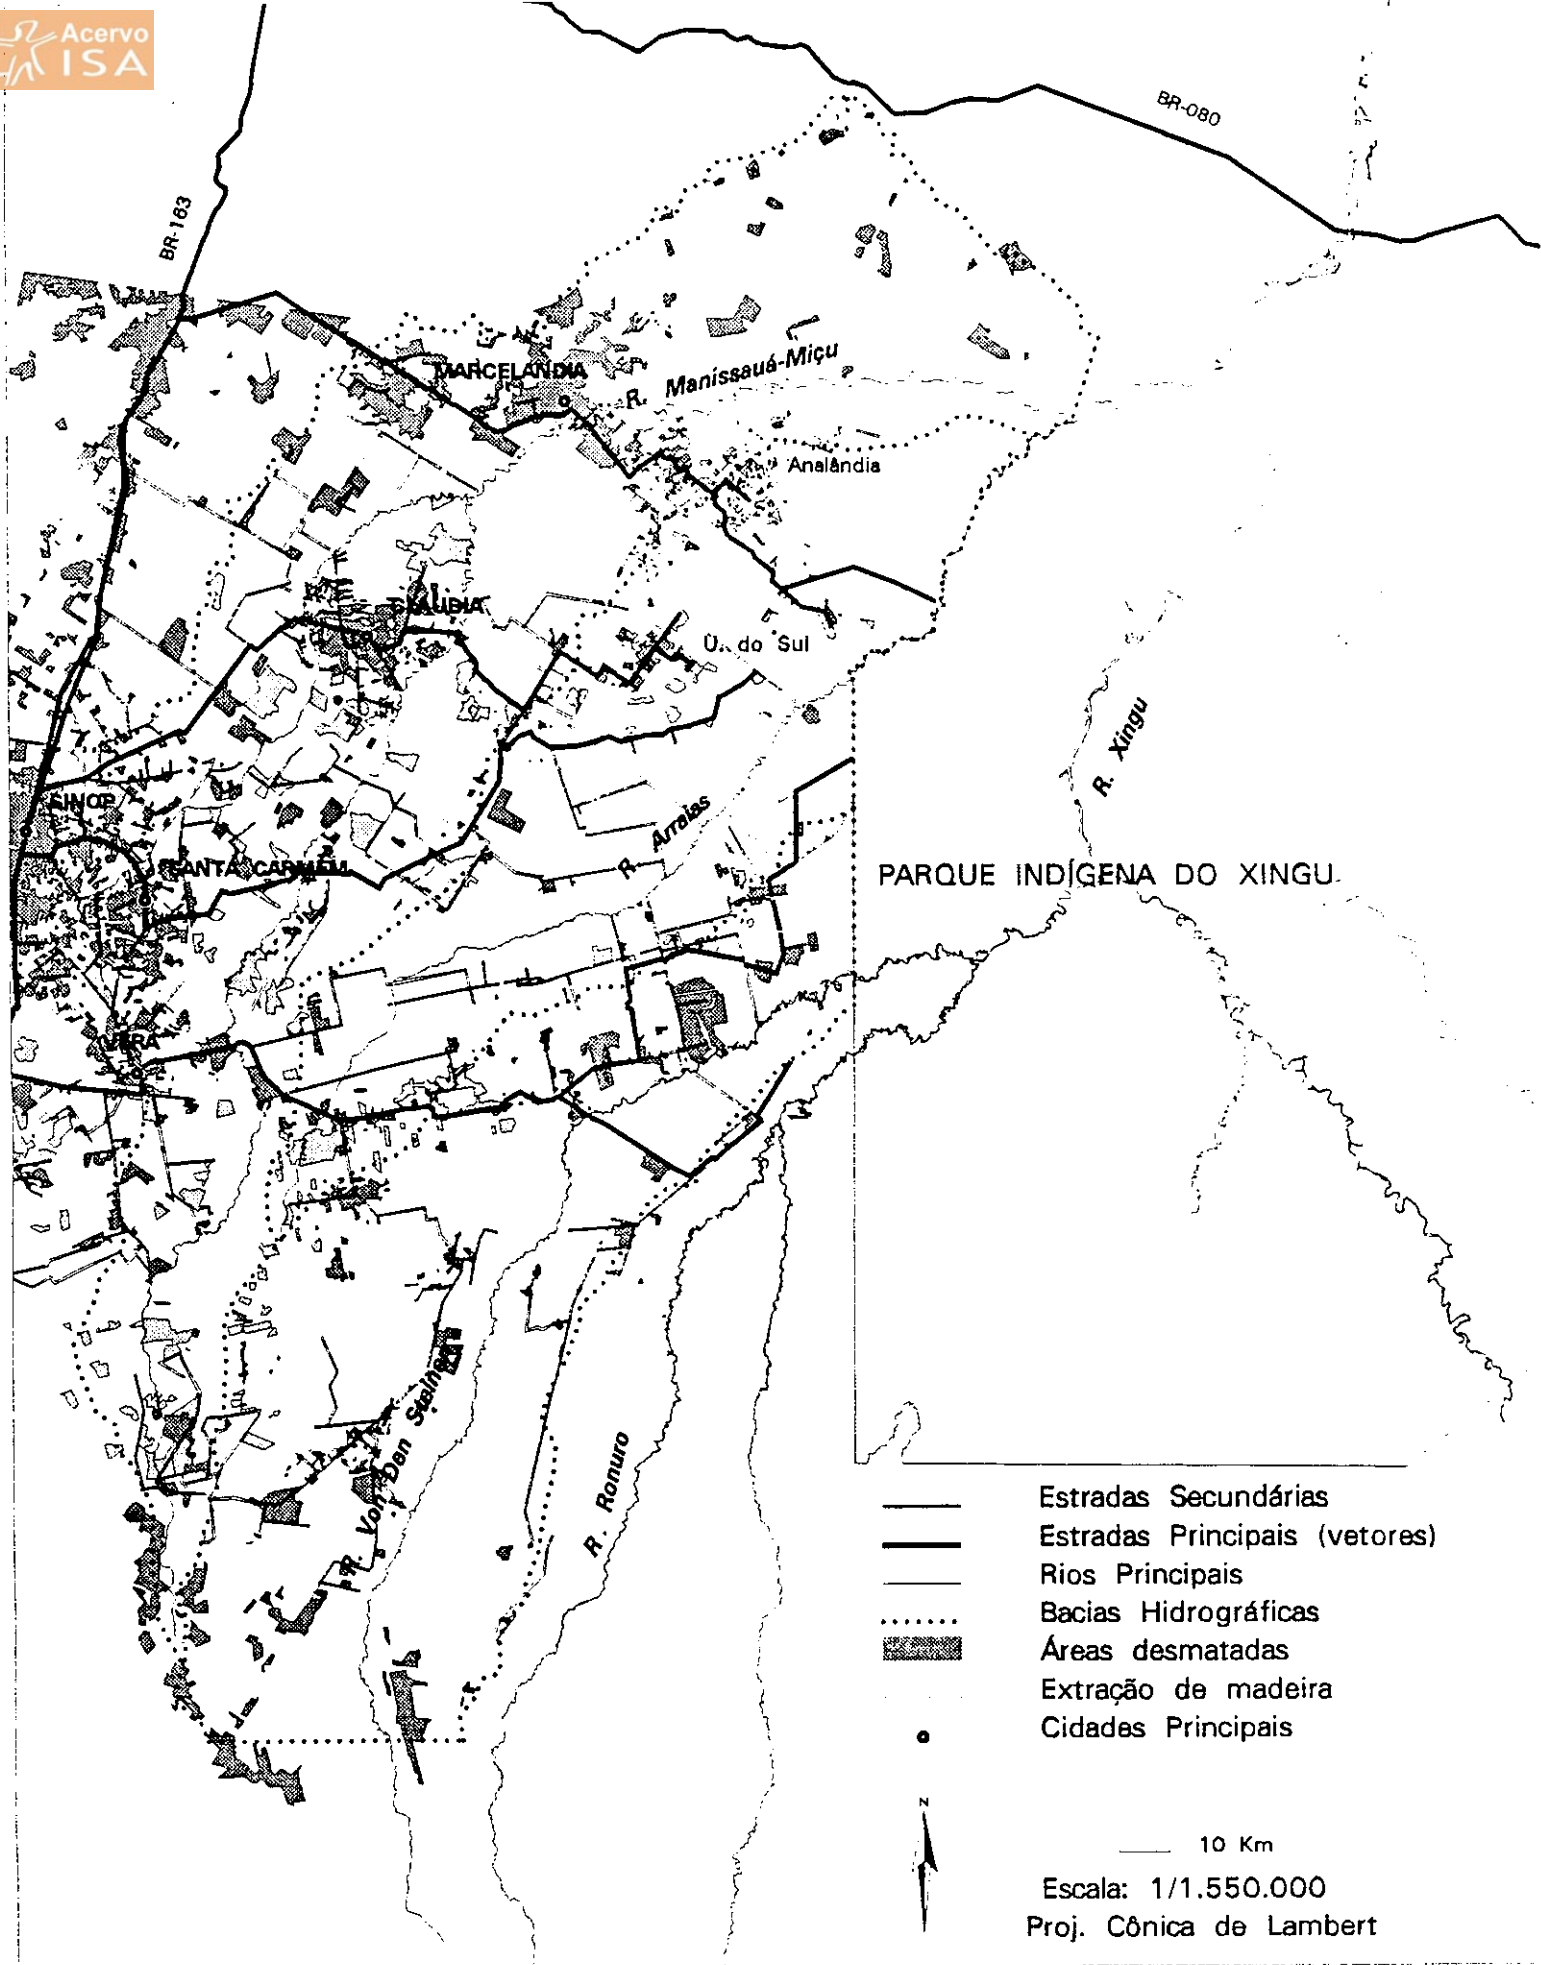 Acervo
ISA
BR-080
BR-163
MARCELANDIA
R. Manissauá-Miçu
Analândia
CLAUDIA
U. do Sul
R. Xingu
SINOP
R. Arraias
SANTA CARMEM
PARQUE INDÍGENA DO XINGU
VERA
R. Von Den Steinen
R. Ronuro
Estradas Secundárias
Estradas Principais (vetores)
Rios Principais
Bacias Hidrográficas
Áreas desmatadas
Extração de madeira
Cidades Principais
N
10 Km
Escala: 1/1.550.000
Proj. Cônica de Lambert